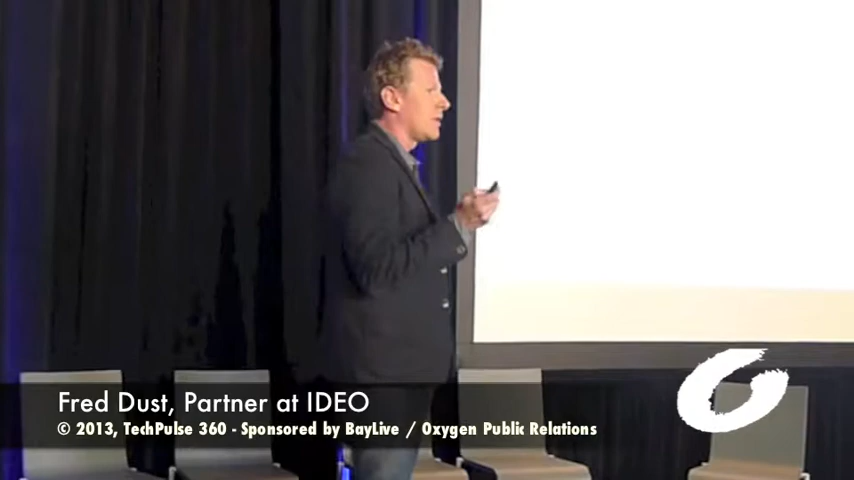 Fred Dust, Partner at IDEO
© 2013, TechPulse 360 - Sponsored by BayLive / Oxygen Public Relations